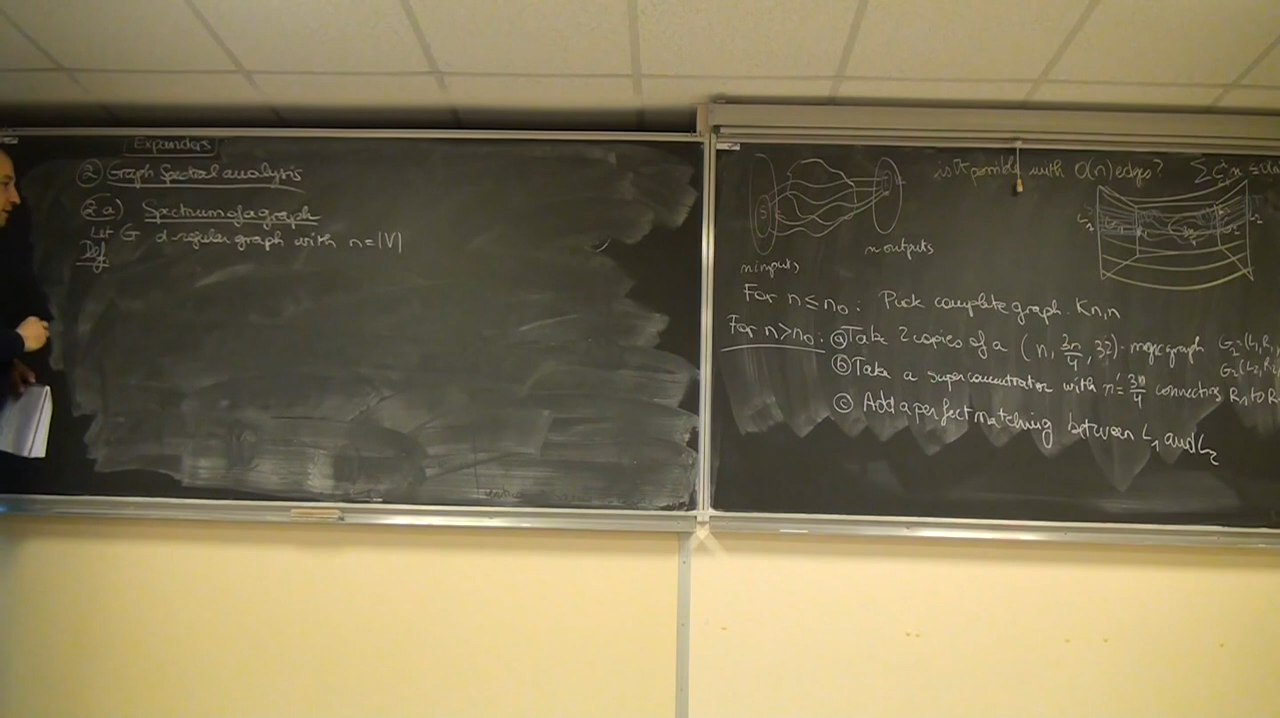 Expanders
② Graph Spectral analysis
2a) Spectrum of a graph
Let G d-regular graph with n=|V|
Def
is it possible with O(n) edges?
S
n inputs
n outputs
For n ≤ n₀: Pick complete graph. Kn,n
For n>n₀: ⓐ Take 2 copies of a (n, 3n/4, 32)-magic graph
ⓑ Take a superconcentrator with n'=3n/4 connecting R₁ to R
ⓒ Add a perfect matching between L₁ and L₂